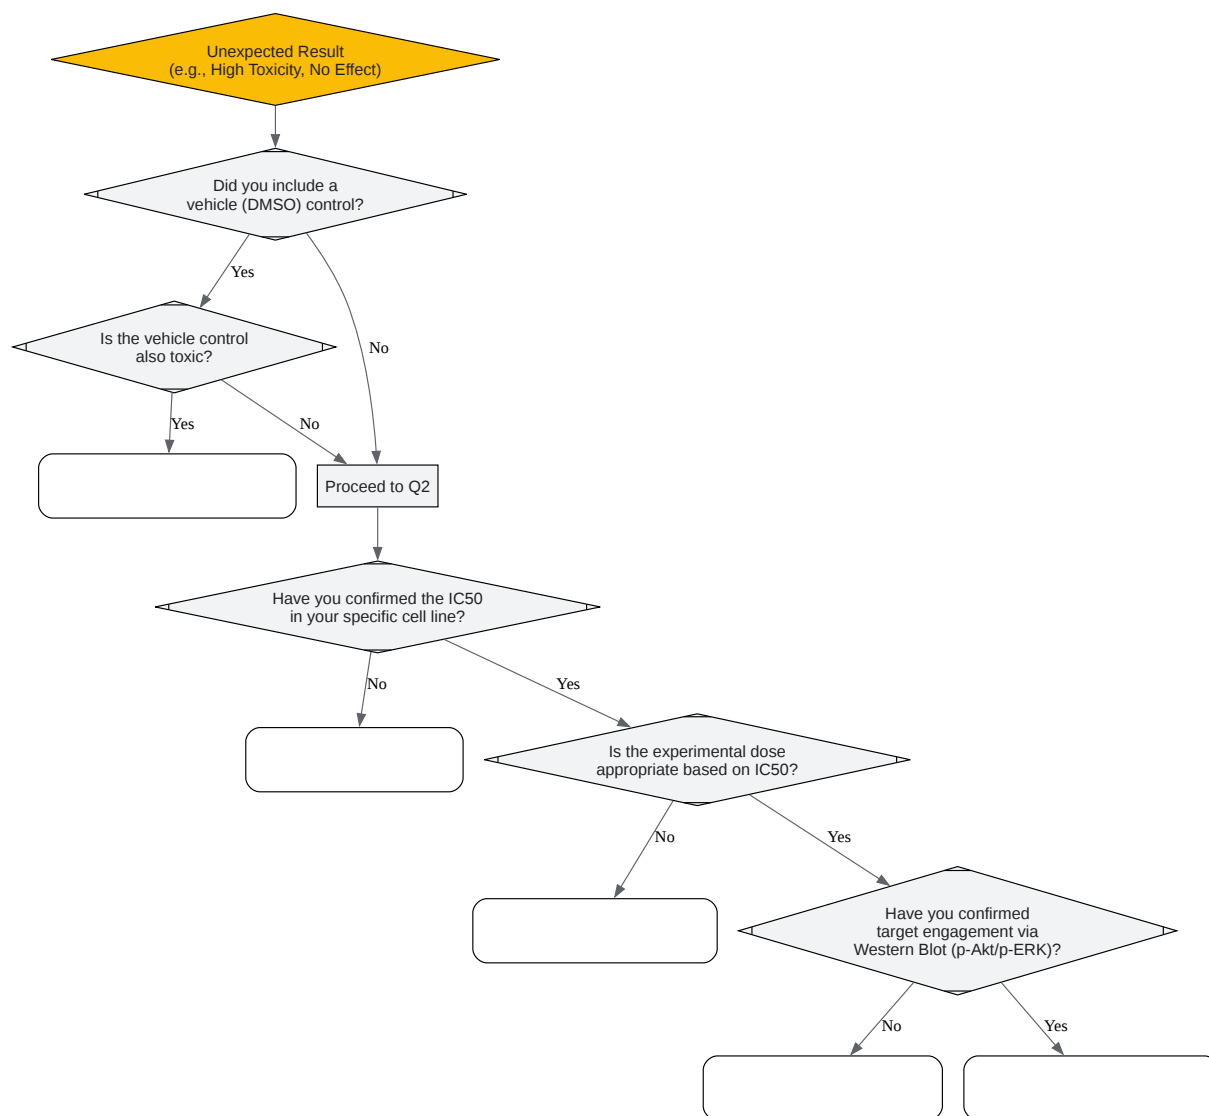 Unexpected Result
(e.g., High Toxicity, No Effect)
Did you include a
vehicle (DMSO) control?
Yes
No
Is the vehicle control
also toxic?
Yes
No
Proceed to Q2
Have you confirmed the IC50
in your specific cell line?
No
Yes
Is the experimental dose
appropriate based on IC50?
No
Yes
Have you confirmed
target engagement via
Western Blot (p-Akt/p-ERK)?
No
Yes